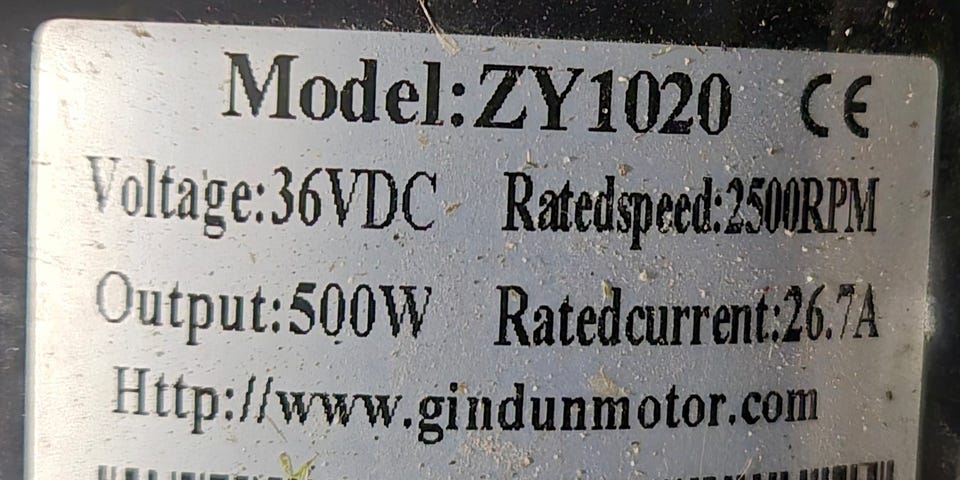 Model:ZY1020 CE
Voltage:36VDC Ratedspeed:2500RPM
Output:500W Ratedcurrent:26.7A
Http://www.gindunmotor.com